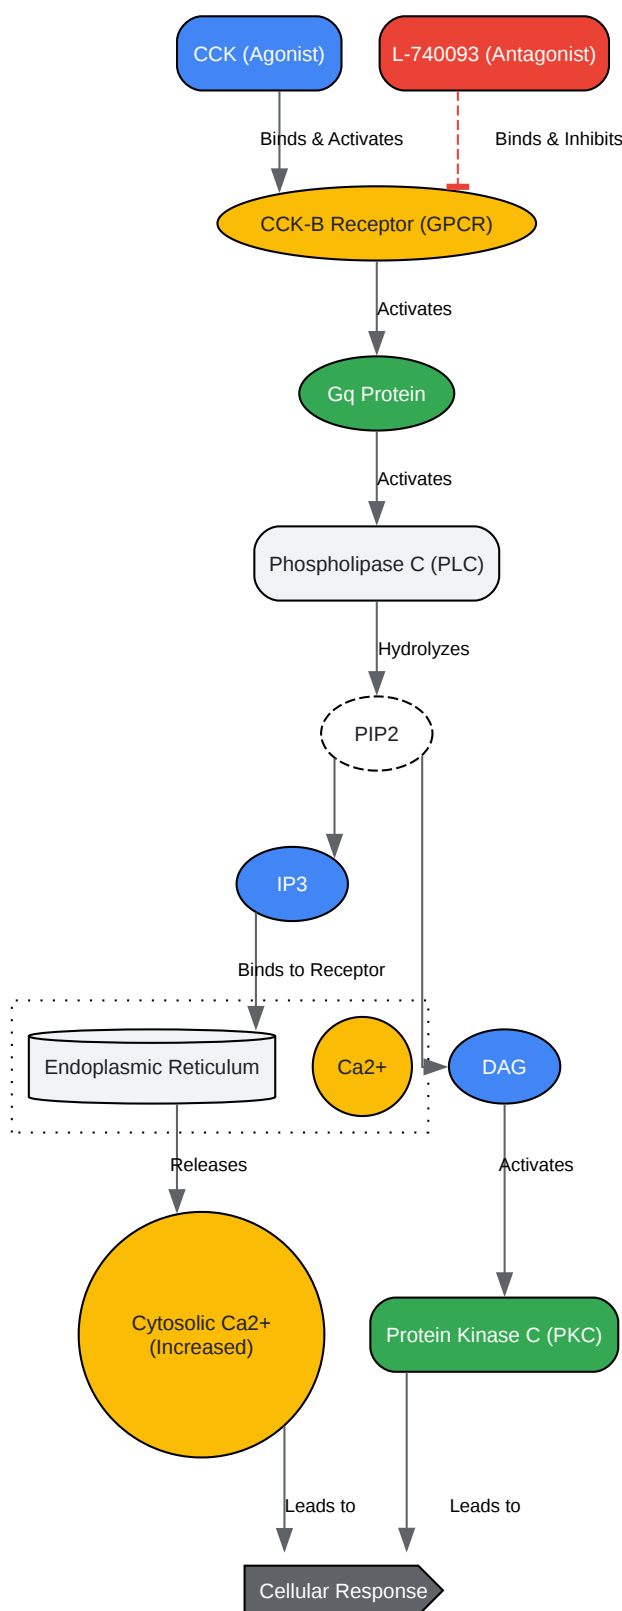 CCK (Agonist)
L-740093 (Antagonist)
Binds & Activates
Binds & Inhibits
CCK-B Receptor (GPCR)
Activates
Gq Protein
Activates
Phospholipase C (PLC)
Hydrolyzes
PIP2
IP3
Binds to Receptor
Endoplasmic Reticulum
Ca2+
DAG
Releases
Activates
Cytosolic Ca2+
(Increased)
Protein Kinase C (PKC)
Leads to
Leads to
Cellular Response